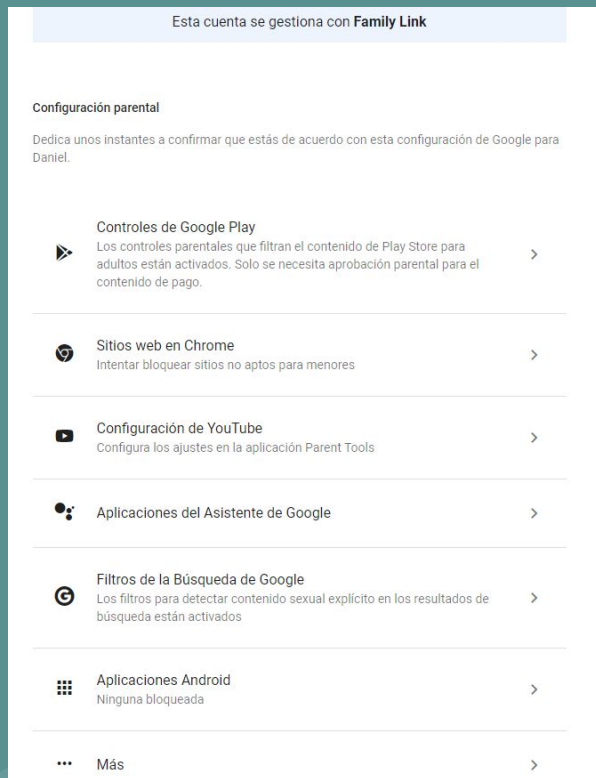 Esta cuenta se gestiona con Family Link
Configuración parental
Dedica unos instantes a confirmar que estás de acuerdo con esta configuración de Google para
Daniel.
Controles de Google Play
Los controles parentales que filtran el contenido de Play Store para
adultos están activados. Solo se necesita aprobación parental para el
contenido de pago.
Sitios web en Chrome
Intentar bloquear sitios no aptos para menores
Configuración de YouTube
Configura los ajustes en la aplicación Parent Tools
Aplicaciones del Asistente de Google
Filtros de la Búsqueda de Google
Los filtros para detectar contenido sexual explícito en los resultados de
búsqueda están activados
Aplicaciones Android
Ninguna bloqueada
Más